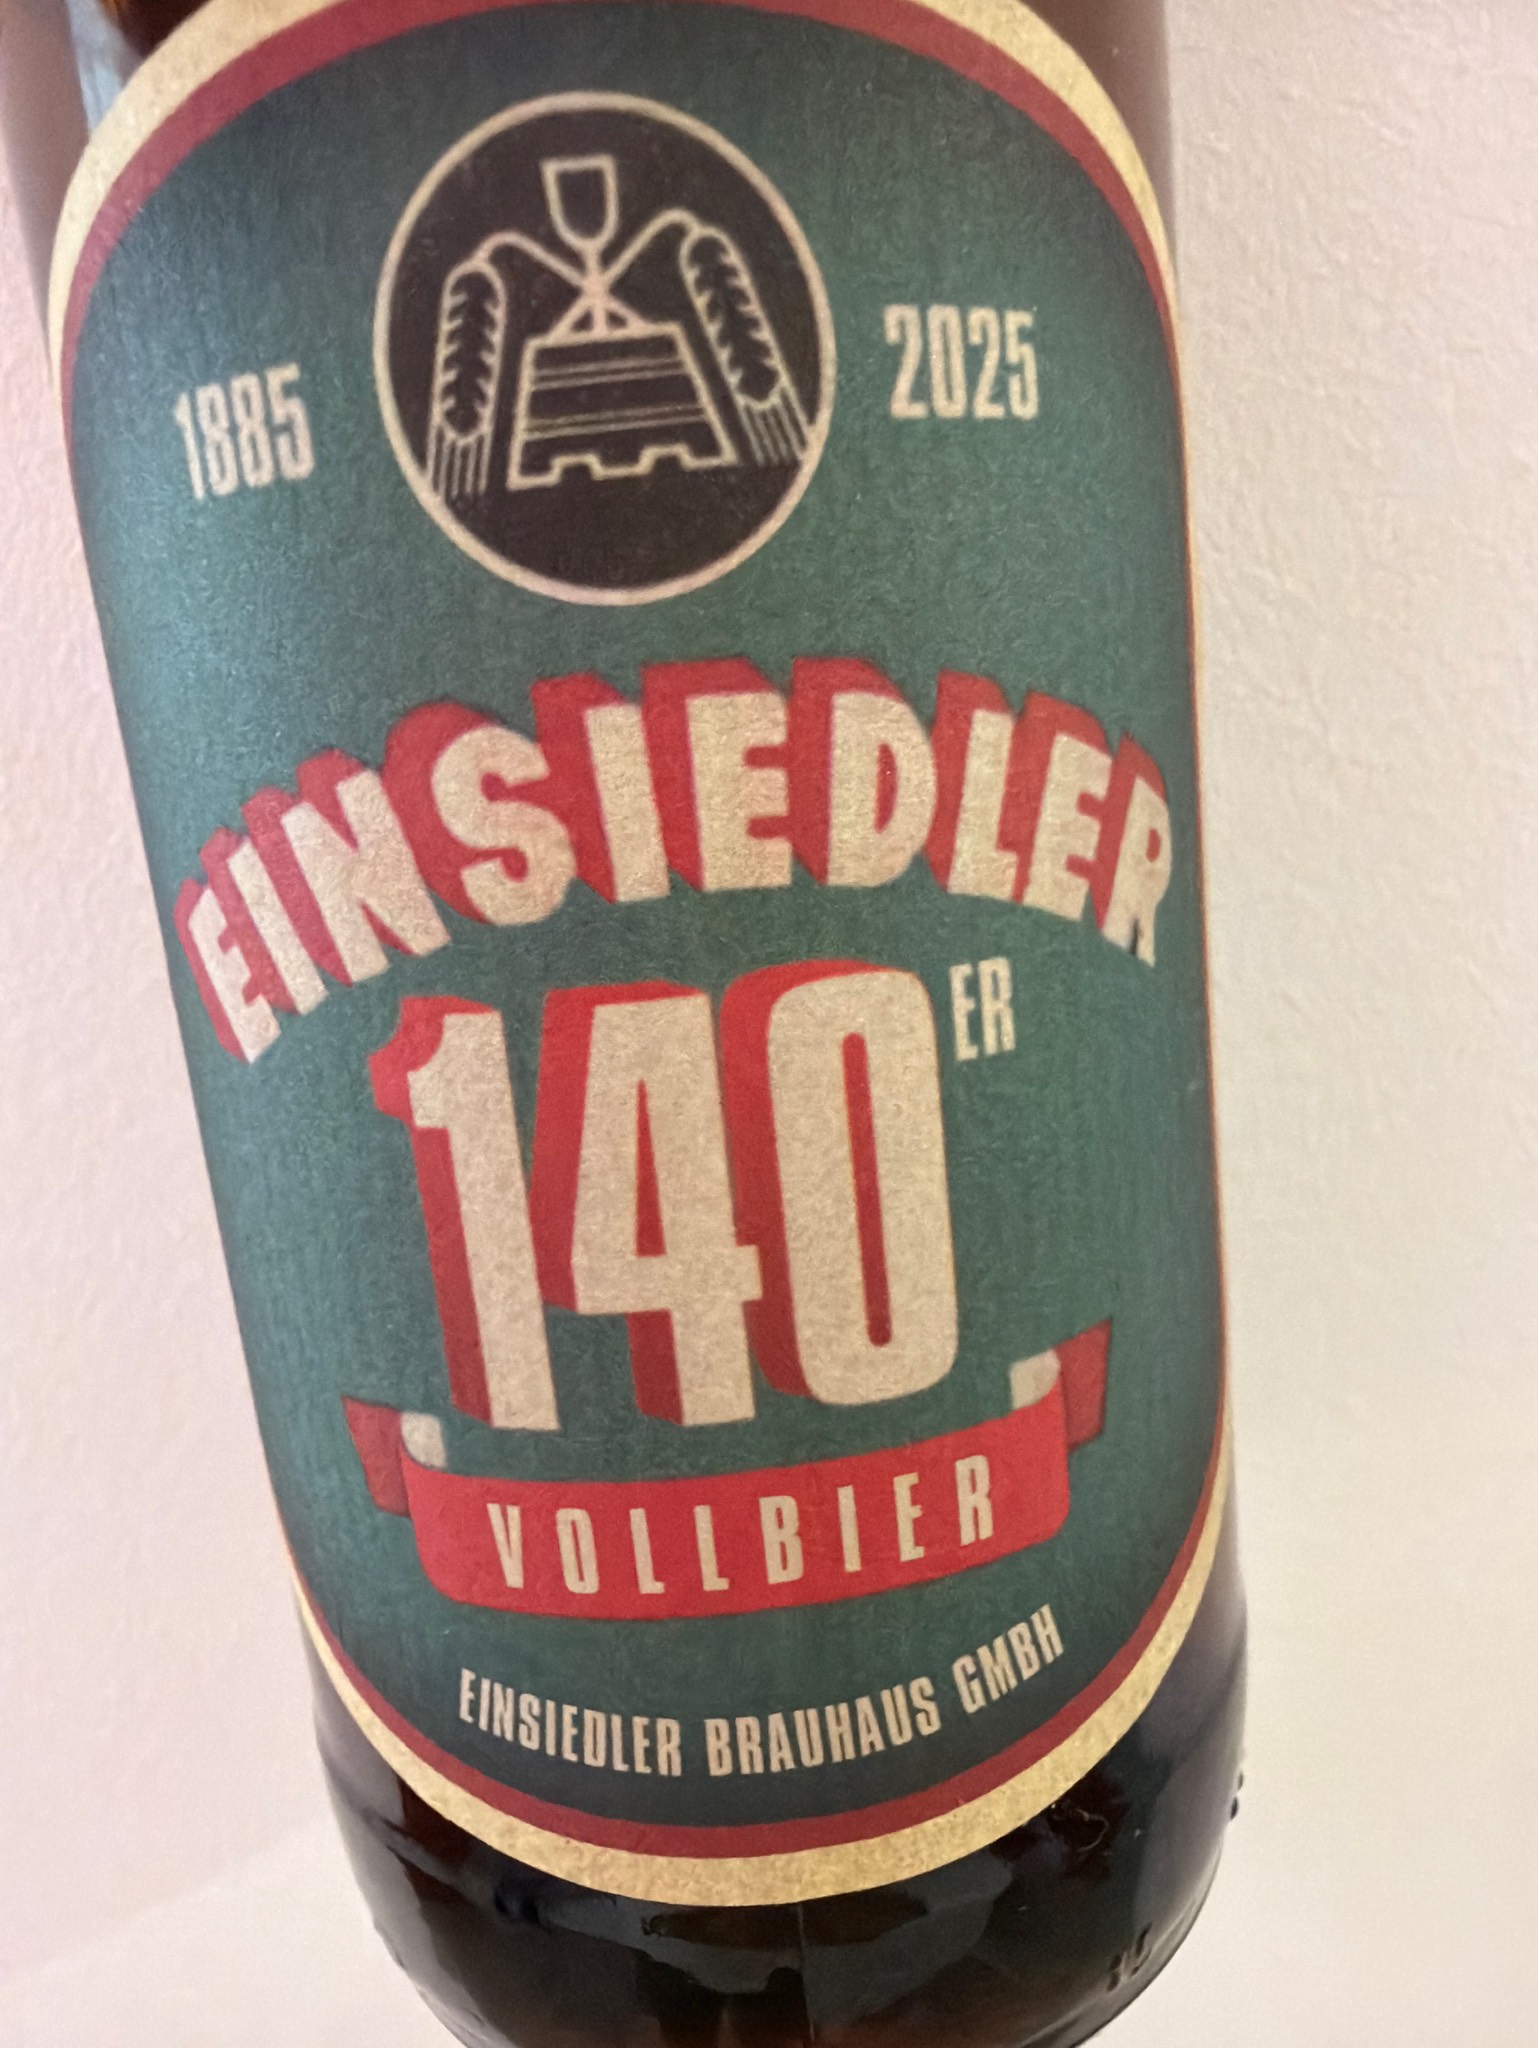 1885 2025
EINSIEDLER
140ER
VOLLBIER
EINSIEDLER BRAUHAUS GMBH